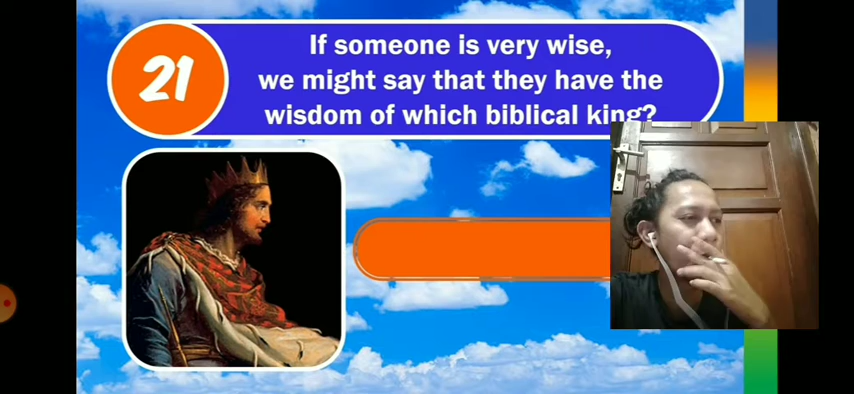 21
If someone is very wise,
we might say that they have the
wisdom of which biblical king?